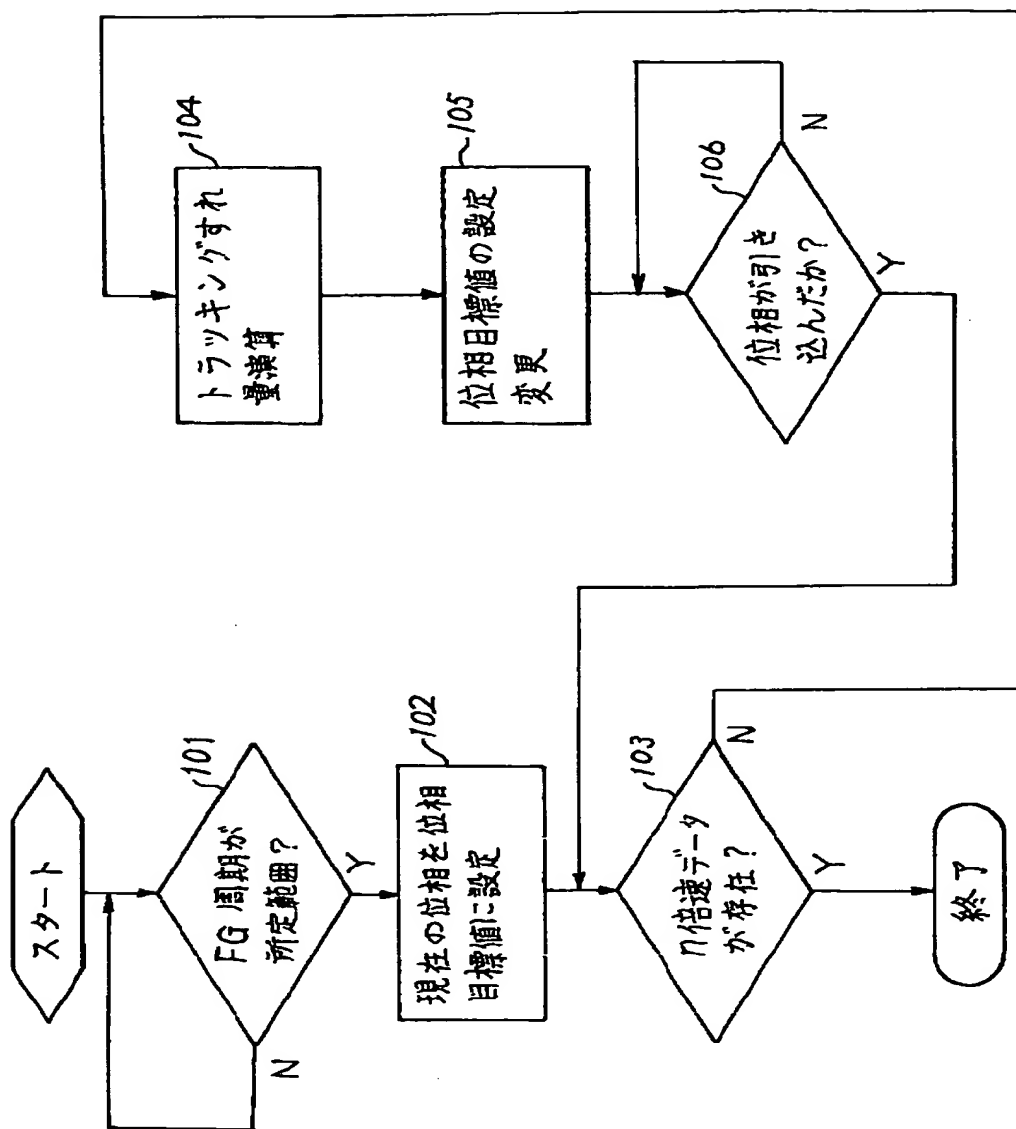 スタート
101
FG周期が
所定範囲?
N
Y
102
現在の位相を位相
目標値に設定
103
n倍速データ
が存在?
N
Y
終了
104
トラッキングずれ
量演算
105
位相目標値の設定
変更
106
位相が引き
込んだか?
N
Y